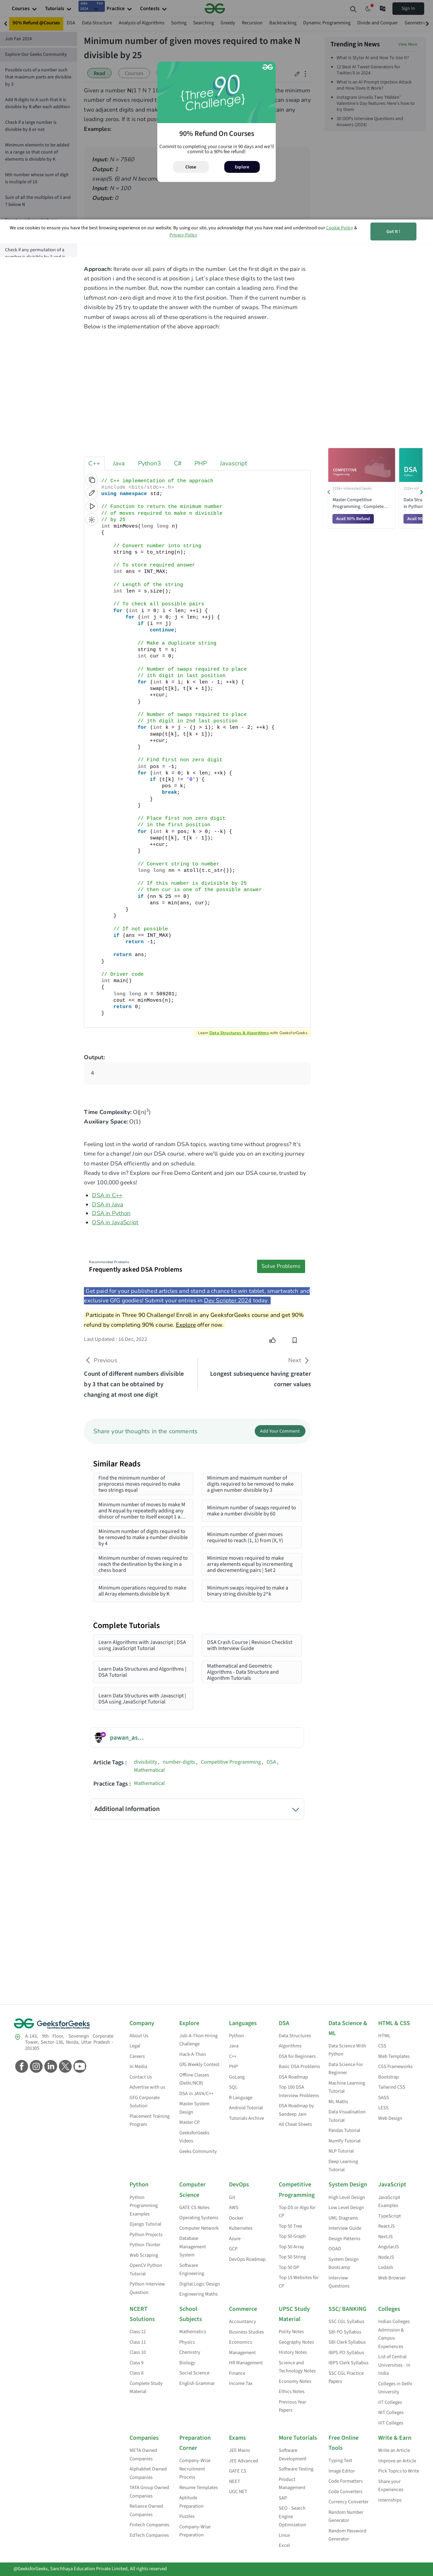 Courses
Tutorials
Jobs
Practice
Contests
Sign In
90% Refund @Courses
DSA
Data Structure
Analysis of Algorithms
Sorting
Searching
Greedy
Recursion
Backtracking
Dynamic Programming
Divide and Conquer
Geometric
Job Fair 2024
Explore Our Geeks Community
Possible cuts of a number such that maximum parts are divisible by 3
Add N digits to A such that it is divisible by B after each addition
Check if a large number is divisible by 6 or not
Minimum elements to be added in a range so that count of elements is divisible by K
Nth number whose sum of digit is multiple of 10
Sum of all the multiples of 3 and 7 below N
Check if any permutation of a
Minimum number of given moves required to make N divisible by 25
Read
Courses
Given a number N(1 ? N ? 1
Examples:
Input: N = 7560
Output: 1
swap(5, 6) and N becom
Input: N = 100
Output: 0
Trending in News
View More
What is Stylar AI and How To Use It?
12 Best AI Tweet Generators for Twitter/X in 2024
What is an AI Prompt Injection Attack and How Does It Work?
Instagram Unveils Two 'Hidden' Valentine's Day Features: Here's how to try them
30 OOPs Interview Questions and Answers (2024)
Three
90
Challenge!
90% Refund On Courses
Commit to completing your course in 90 days and we'll convert to a 90% fee refund!
Close
Explore
We use cookies to ensure you have the best browsing experience on our website. By using our site, you acknowledge that you have read and understood our Cookie Policy &
Privacy Policy
Got It !
Approach: Iterate over all pairs of digits in the number. Let the first digit in the pair is
at position i and the second is at position j. Let's place these digits to the last two
positions in the number. But, now the number can contain a leading zero. Find the
leftmost non-zero digit and move it to the first position. Then if the current number is
divisible by 25 try to update the answer with the number of swaps. The minimum
number of swaps across all of these operations is the required answer.
Below is the implementation of the above approach:
C++
Java
Python3
C#
PHP
Javascript
// C++ implementation of the approach
#include <bits/stdc++.h>
using namespace std;
// Function to return the minimum number
// of moves required to make n divisible
// by 25
int minMoves(long long n)
{
// Convert number into string
string s = to_string(n);
// To store required answer
int ans = INT_MAX;
// Length of the string
int len = s.size();
// To check all possible pairs
for (int i = 0; i < len; ++i) {
for (int j = 0; j < len; ++j) {
if (i == j)
continue;
// Make a duplicate string
string t = s;
int cur = 0;
// Number of swaps required to place
// ith digit in last position
for (int k = i; k < len - 1; ++k) {
swap(t[k], t[k + 1]);
++cur;
}
// Number of swaps required to place
// jth digit in 2nd last position
for (int k = j - (j > i); k < len - 2; ++k) {
swap(t[k], t[k + 1]);
++cur;
}
// Find first non zero digit
int pos = -1;
for (int k = 0; k < len; ++k) {
if (t[k] != '0') {
pos = k;
break;
}
}
// Place first non zero digit
// in the first position
for (int k = pos; k > 0; --k) {
swap(t[k], t[k - 1]);
++cur;
}
// Convert string to number
long long nn = atoll(t.c_str());
// If this number is divisible by 25
// then cur is one of the possible answer
if (nn % 25 == 0)
ans = min(ans, cur);
}
}
// If not possible
if (ans == INT_MAX)
return -1;
return ans;
}
// Driver code
int main()
{
long long n = 509201;
cout << minMoves(n);
return 0;
}
Learn Data Structures & Algorithms with GeeksforGeeks
COMPETITIVE
Master Competitive Programming - Complete...
Avail 90% Refund
DSA
Data Stru
in Python
Avail 90
Output:
4
Time Complexity: O(|n|3)
Auxiliary Space: O(1)
Feeling lost in the world of random DSA topics, wasting time without progress? It's
time for a change! Join our DSA course, where we'll guide you on an exciting journey
to master DSA efficiently and on schedule.
Ready to dive in? Explore our Free Demo Content and join our DSA course, trusted by
over 100,000 geeks!
DSA in C++
DSA in Java
DSA in Python
DSA in JavaScript
Recommended Problems
Frequently asked DSA Problems
Solve Problems
Get paid for your published articles and stand a chance to win tablet, smartwatch and
exclusive GfG goodies! Submit your entries in Dev Scripter 2024 today.
Participate in Three 90 Challenge! Enroll in any GeeksforGeeks course and get 90%
refund by completing 90% course. Explore offer now.
Last Updated : 16 Dec, 2022
Previous
Next
Count of different numbers divisible by 3 that can be obtained by changing at most one digit
Longest subsequence having greater corner values
Share your thoughts in the comments
Add Your Comment
Similar Reads
Find the minimum number of preprocess moves required to make two strings equal
Minimum and maximum number of digits required to be removed to make a given number divisible by 3
Minimum number of moves to make M and N equal by repeatedly adding any divisor of number to itself except 1 a...
Minimum number of swaps required to make a number divisible by 60
Minimum number of digits required to be removed to make a number divisible by 4
Minimum number of given moves required to reach (1, 1) from (X, Y)
Minimum number of moves required to reach the destination by the king in a chess board
Minimize moves required to make array elements equal by incrementing and decrementing pairs | Set 2
Minimum operations required to make all Array elements divisible by K
Minimum swaps required to make a binary string divisible by 2^k
Complete Tutorials
Learn Algorithms with Javascript | DSA using JavaScript Tutorial
DSA Crash Course | Revision Checklist with Interview Guide
Learn Data Structures and Algorithms | DSA Tutorial
Mathematical and Geometric Algorithms - Data Structure and Algorithm Tutorials
Learn Data Structures with Javascript | DSA using JavaScript Tutorial
pawan_as...
Article Tags : divisibility, number-digits, Competitive Programming, DSA,
Mathematical
Practice Tags : Mathematical
Additional Information
GeeksforGeeks
A-143, 9th Floor, Sovereign Corporate Tower, Sector-136, Noida, Uttar Pradesh - 201305
Company
About Us
Legal
Careers
In Media
Contact Us
Advertise with us
GFG Corporate Solution
Placement Training Program
Explore
Job-A-Thon Hiring Challenge
Hack-A-Thon
GfG Weekly Contest
Offline Classes (Delhi/NCR)
DSA in JAVA/C++
Master System Design
Master CP
GeeksforGeeks Videos
Geeks Community
Languages
Python
Java
C++
PHP
GoLang
SQL
R Language
Android Tutorial
Tutorials Archive
DSA
Data Structures
Algorithms
DSA for Beginners
Basic DSA Problems
DSA Roadmap
Top 100 DSA Interview Problems
DSA Roadmap by Sandeep Jain
All Cheat Sheets
Data Science & ML
Data Science With Python
Data Science For Beginner
Machine Learning Tutorial
ML Maths
Data Visualisation Tutorial
Pandas Tutorial
NumPy Tutorial
NLP Tutorial
Deep Learning Tutorial
HTML & CSS
HTML
CSS
Web Templates
CSS Frameworks
Bootstrap
Tailwind CSS
SASS
LESS
Web Design
Python
Python Programming Examples
Django Tutorial
Python Projects
Python Tkinter
Web Scraping
OpenCV Python Tutorial
Python Interview Question
Computer Science
GATE CS Notes
Operating Systems
Computer Network
Database Management System
Software Engineering
Digital Logic Design
Engineering Maths
DevOps
Git
AWS
Docker
Kubernetes
Azure
GCP
DevOps Roadmap
Competitive Programming
Top DS or Algo for CP
Top 50 Tree
Top 50 Graph
Top 50 Array
Top 50 String
Top 50 DP
Top 15 Websites for CP
System Design
High Level Design
Low Level Design
UML Diagrams
Interview Guide
Design Patterns
OOAD
System Design Bootcamp
Interview Questions
JavaScript
JavaScript Examples
TypeScript
ReactJS
NextJS
AngularJS
NodeJS
Lodash
Web Browser
NCERT Solutions
Class 12
Class 11
Class 10
Class 9
Class 8
Complete Study Material
School Subjects
Mathematics
Physics
Chemistry
Biology
Social Science
English Grammar
Commerce
Accountancy
Business Studies
Economics
Management
HR Management
Finance
Income Tax
UPSC Study Material
Polity Notes
Geography Notes
History Notes
Science and Technology Notes
Economy Notes
Ethics Notes
Previous Year Papers
SSC/ BANKING
SSC CGL Syllabus
SBI PO Syllabus
SBI Clerk Syllabus
IBPS PO Syllabus
IBPS Clerk Syllabus
SSC CGL Practice Papers
Colleges
Indian Colleges Admission & Campus Experiences
List of Central Universities - In India
Colleges in Delhi University
IIT Colleges
NIT Colleges
IIIT Colleges
Companies
META Owned Companies
Alphabhet Owned Companies
TATA Group Owned Companies
Reliance Owned Companies
Fintech Companies
EdTech Companies
Preparation Corner
Company-Wise Recruitment Process
Resume Templates
Aptitude Preparation
Puzzles
Company-Wise Preparation
Exams
JEE Mains
JEE Advanced
GATE CS
NEET
UGC NET
More Tutorials
Software Development
Software Testing
Product Management
SAP
SEO - Search Engine Optimization
Linux
Excel
Free Online Tools
Typing Test
Image Editor
Code Formatters
Code Converters
Currency Converter
Random Number Generator
Random Password Generator
Write & Earn
Write an Article
Improve an Article
Pick Topics to Write
Share your Experiences
Internships
@GeeksforGeeks, Sanchhaya Education Private Limited, All rights reserved